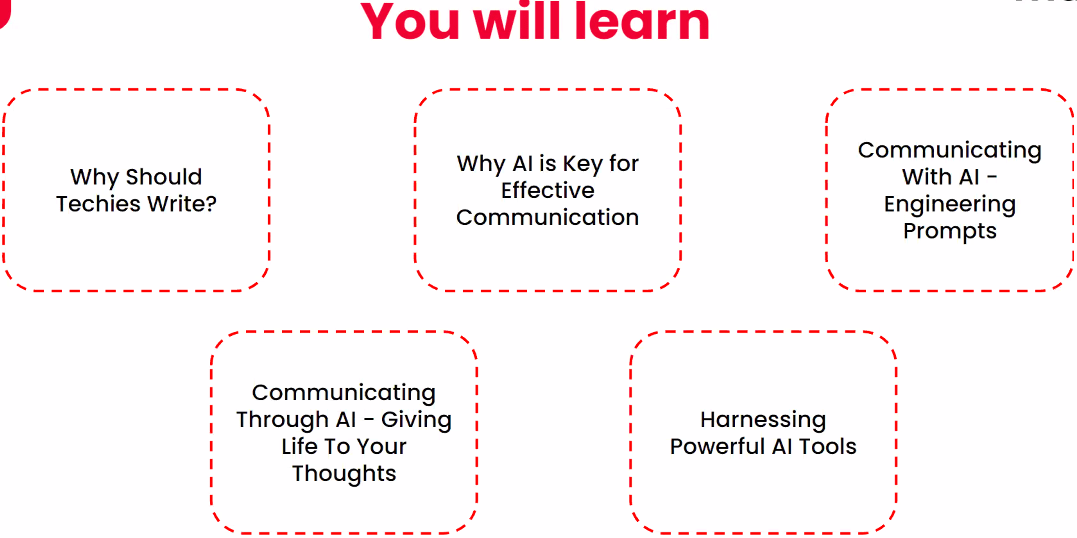 You will learn
Why Should
Techies Write?
Why AI is Key for
Effective
Communication
Communicating
With AI -
Engineering
Prompts
Communicating
Through AI - Giving
Life To Your
Thoughts
Harnessing
Powerful AI Tools